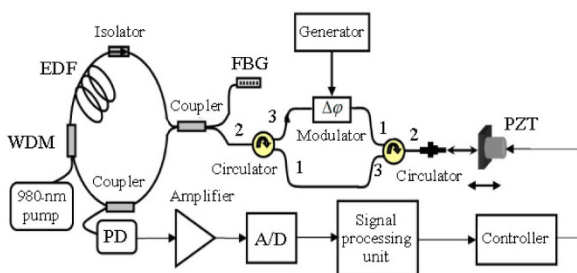 Isolator
Generator
EDF
FBG
Coupler
3
Δφ
Modulator
1
PZT
WDM
2
2
Circulator
1
3
Circulator
980-nm
pump
Coupler
Amplifier
PD
A/D
Signal
processing
unit
Controller